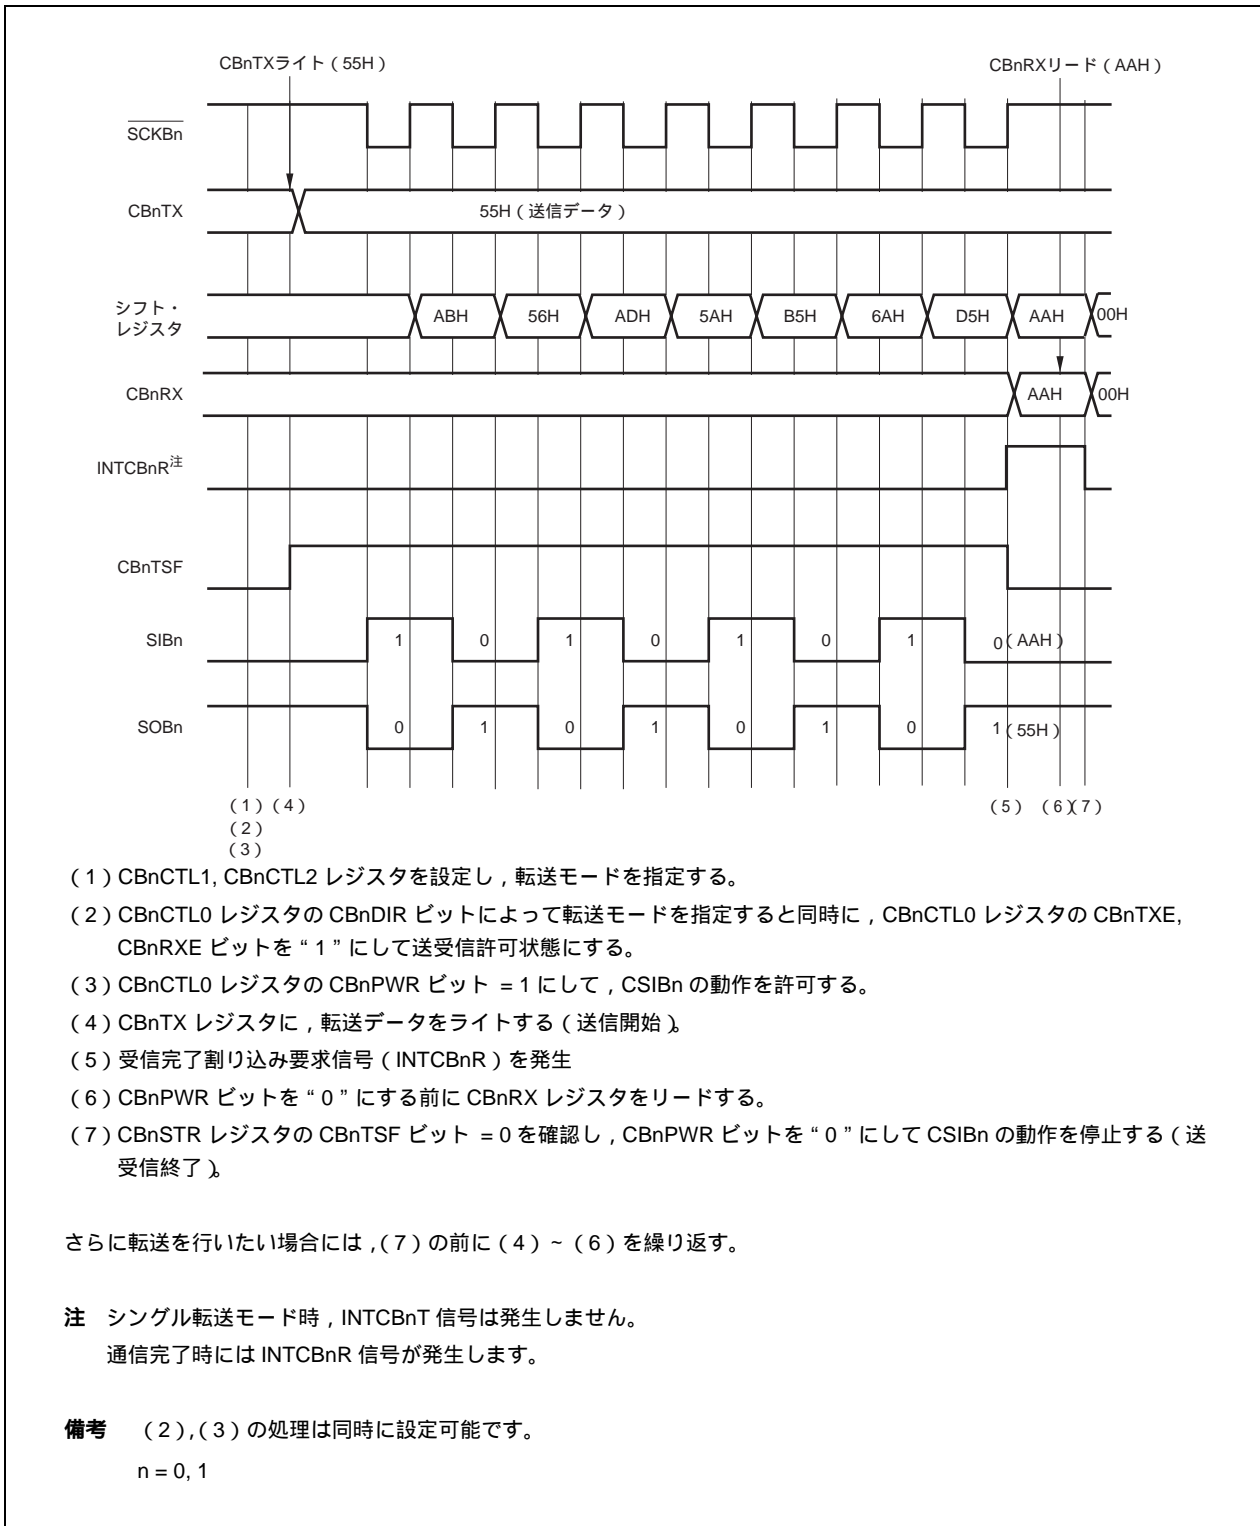 CBnTXライト（55H）
CBnRXリード（AAH）
SCKBn
CBnTX
55H（送信データ）
シフト・
レジスタ
ABH
56H
ADH
5AH
B5H
6AH
D5H
AAH
00H
CBnRX
AAH
00H
INTCBnR注
CBnTSF
SIBn
1 0 1 0 1 0 1 0（AAH）
SOBn
0 1 0 1 0 1 0 1（55H）
（1）（4）
（5）（6）（7）
（2）
（3）
（1）CBnCTL1, CBnCTL2 レジスタを設定し，転送モードを指定する。
（2）CBnCTL0 レジスタの CBnDIR ビットによって転送モードを指定すると同時に，CBnCTL0 レジスタの CBnTXE,
CBnRXE ビットを“1”にして送受信許可状態にする。
（3）CBnCTL0 レジスタの CBnPWR ビット = 1 にして，CSIBn の動作を許可する。
（4）CBnTX レジスタに，転送データをライトする（送信開始）。
（5）受信完了割り込み要求信号（INTCBnR）を発生
（6）CBnPWR ビットを“0”にする前に CBnRX レジスタをリードする。
（7）CBnSTR レジスタの CBnTSF ビット = 0 を確認し，CBnPWR ビットを“0”にして CSIBn の動作を停止する（送
受信終了）。
さらに転送を行いたい場合には，（7）の前に（4）~（6）を繰り返す。
注 シングル転送モード時，INTCBnT 信号は発生しません。
通信完了時には INTCBnR 信号が発生します。
備考 （2），（3）の処理は同時に設定可能です。
n = 0, 1